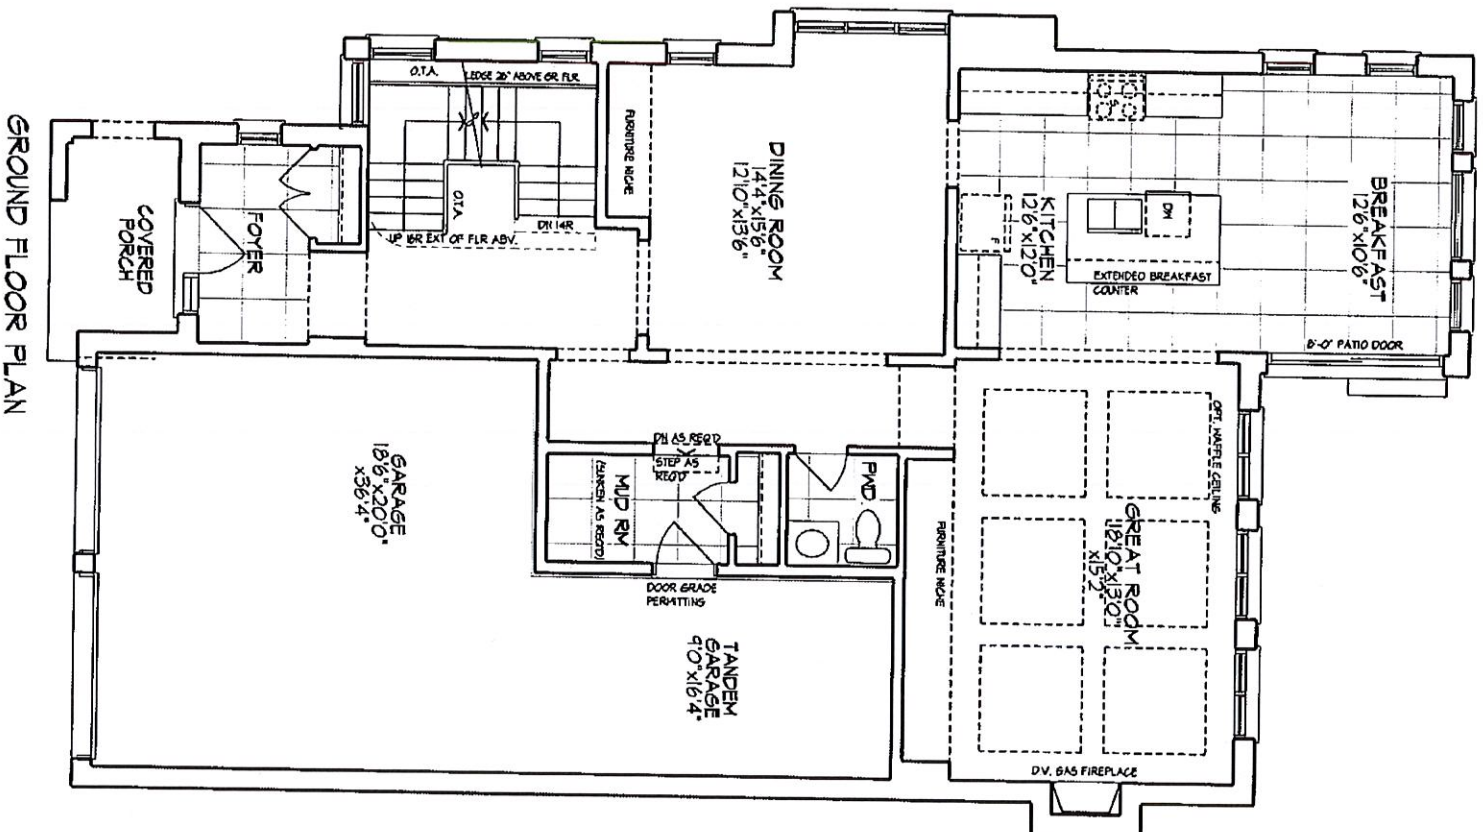 GROUND FLOOR PLAN
BREAKFAST
12'6"x10'6"
8'-0" PATIO DOOR
KITCHEN
12'6"x12'0"
EXTENDED BREAKFAST
COUNTER
DW
F
OPT. WAFFLE CEILING
GREAT ROOM
18'10"x13'0"
x15'2"
D.V. GAS FIREPLACE
FURNITURE NICHE
DINING ROOM
14'4"x15'6"
12'10"x13'6"
FURNITURE NICHE
PWD.
MUD RM
(SUNKEN AS REQ'D)
DN AS REQ'D
STEP AS
REQ'D
DOOR GRADE
PERMITTING
TANDEM
GARAGE
9'0"x16'4"
GARAGE
18'6"x20'0"
x36'4"
O.T.A.
LEDGE 26" ABOVE GR. FLR.
O.T.A.
DN 14R
UP 16R EXT OF FLR ABV.
FOYER
COVERED
PORCH